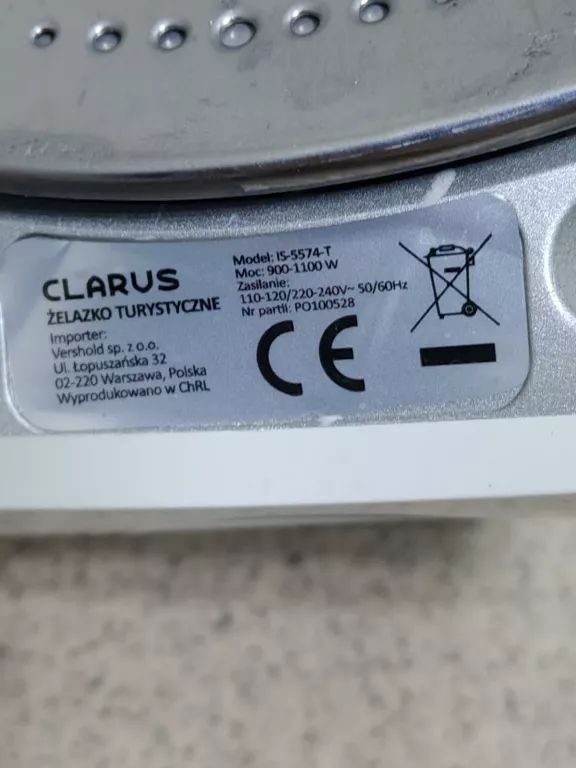 CLARUS
ŻELAZKO TURYSTYCZNE
Importer:
Vershold sp. z o.o.
Ul. Łopuszańska 32
02-220 Warszawa, Polska
Wyprodukowano w ChRL
Model: IS-5574-T
Moc: 900-1100 W
Zasilanie:
110-120/220-240V~ 50/60Hz
Nr partii: PO100528
CE